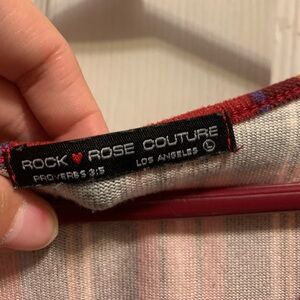 ROCK ♥ ROSE COUTURE
PROVERBS 3:5 LOS ANGELES L